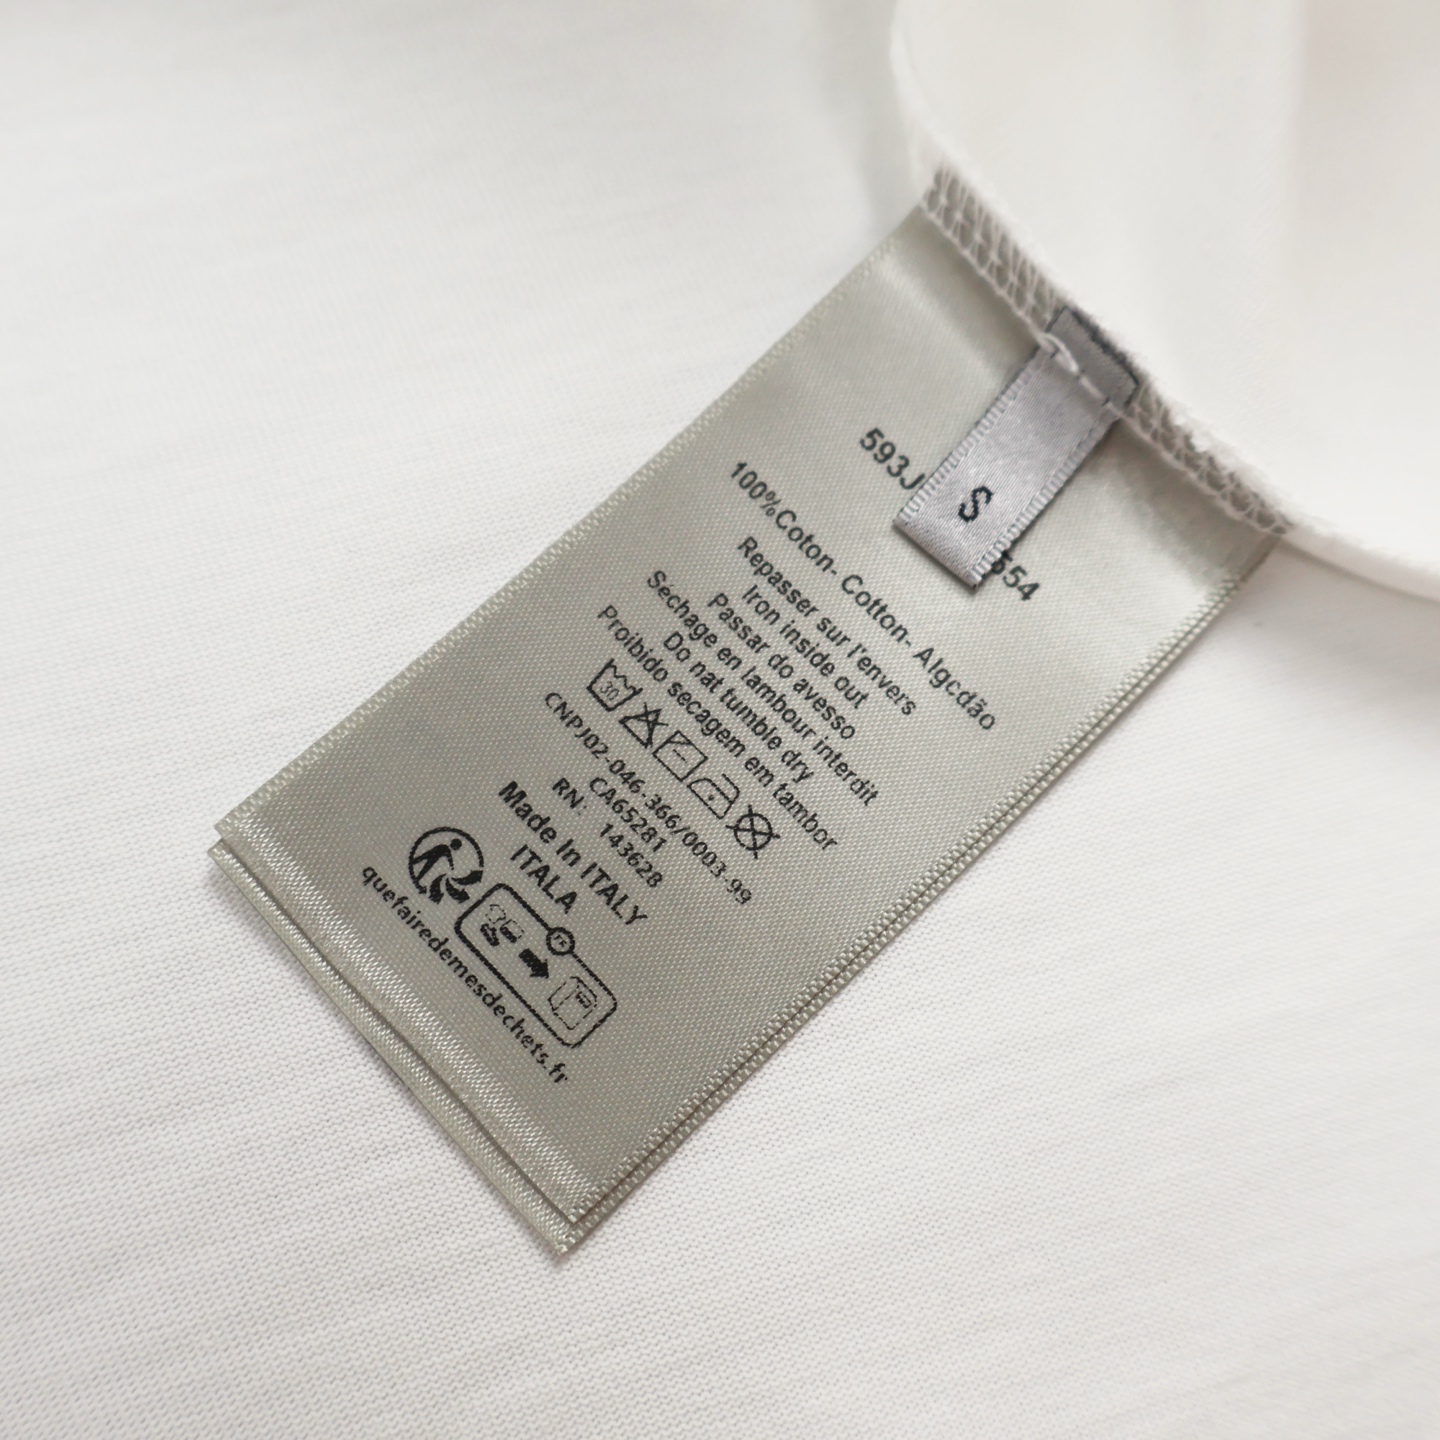 593J
S
554
100%Coton- Cotton- Algcdão
Repasser sur l'envers
Iron inside out
Passar do avesso
Séchage en lambour interdit
Do nat tumble dry
Proibido secagem em tambor
30
CNPJ02-046-366/0003-99
CA65281
RN: 143628
Made In ITALY
ITALA
FR
quefairedemesdechets.fr